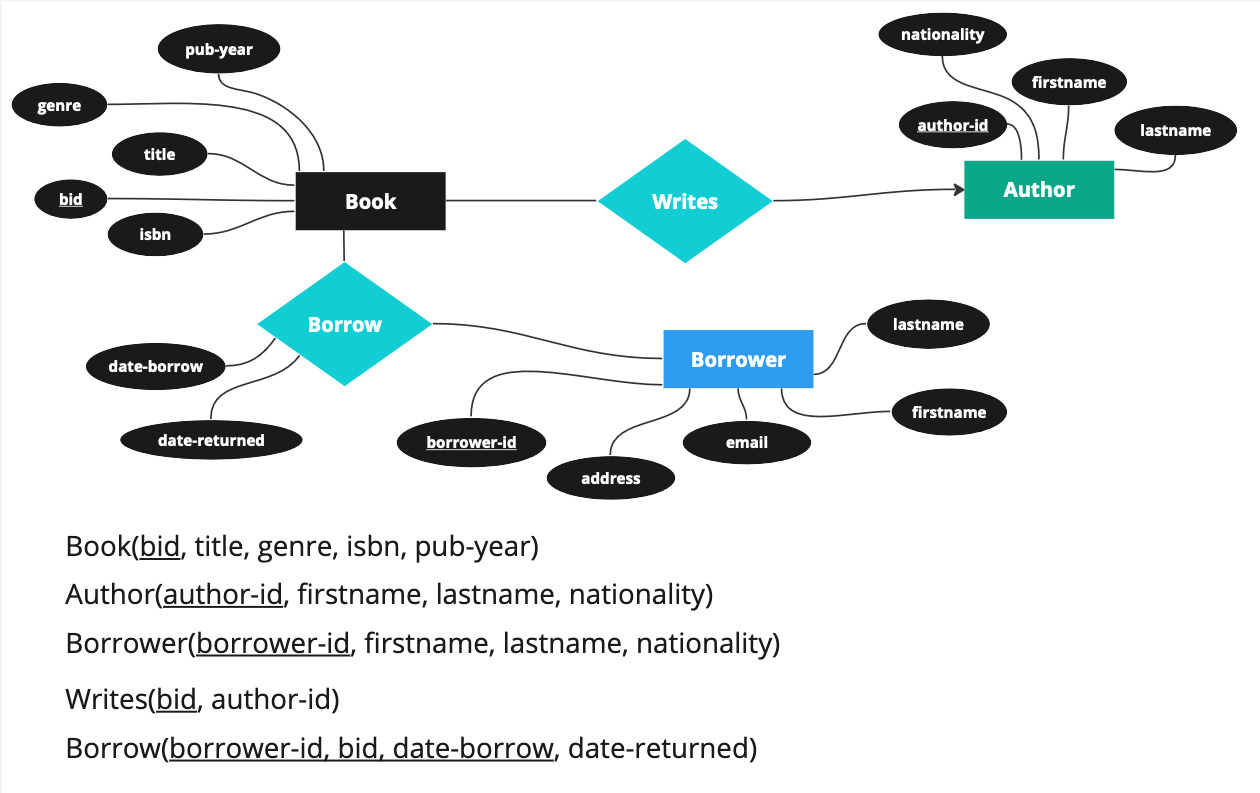 nationality
pub-year
firstname
genre
author-id
lastname
title
Author
bid
Book
Writes
isbn
Borrow
lastname
Borrower
date-borrow
firstname
date-returned
borrower-id
email
address
Book(bid, title, genre, isbn, pub-year)
Author(author-id, firstname, lastname, nationality)
Borrower(borrower-id, firstname, lastname, nationality)
Writes(bid, author-id)
Borrow(borrower-id, bid, date-borrow, date-returned)